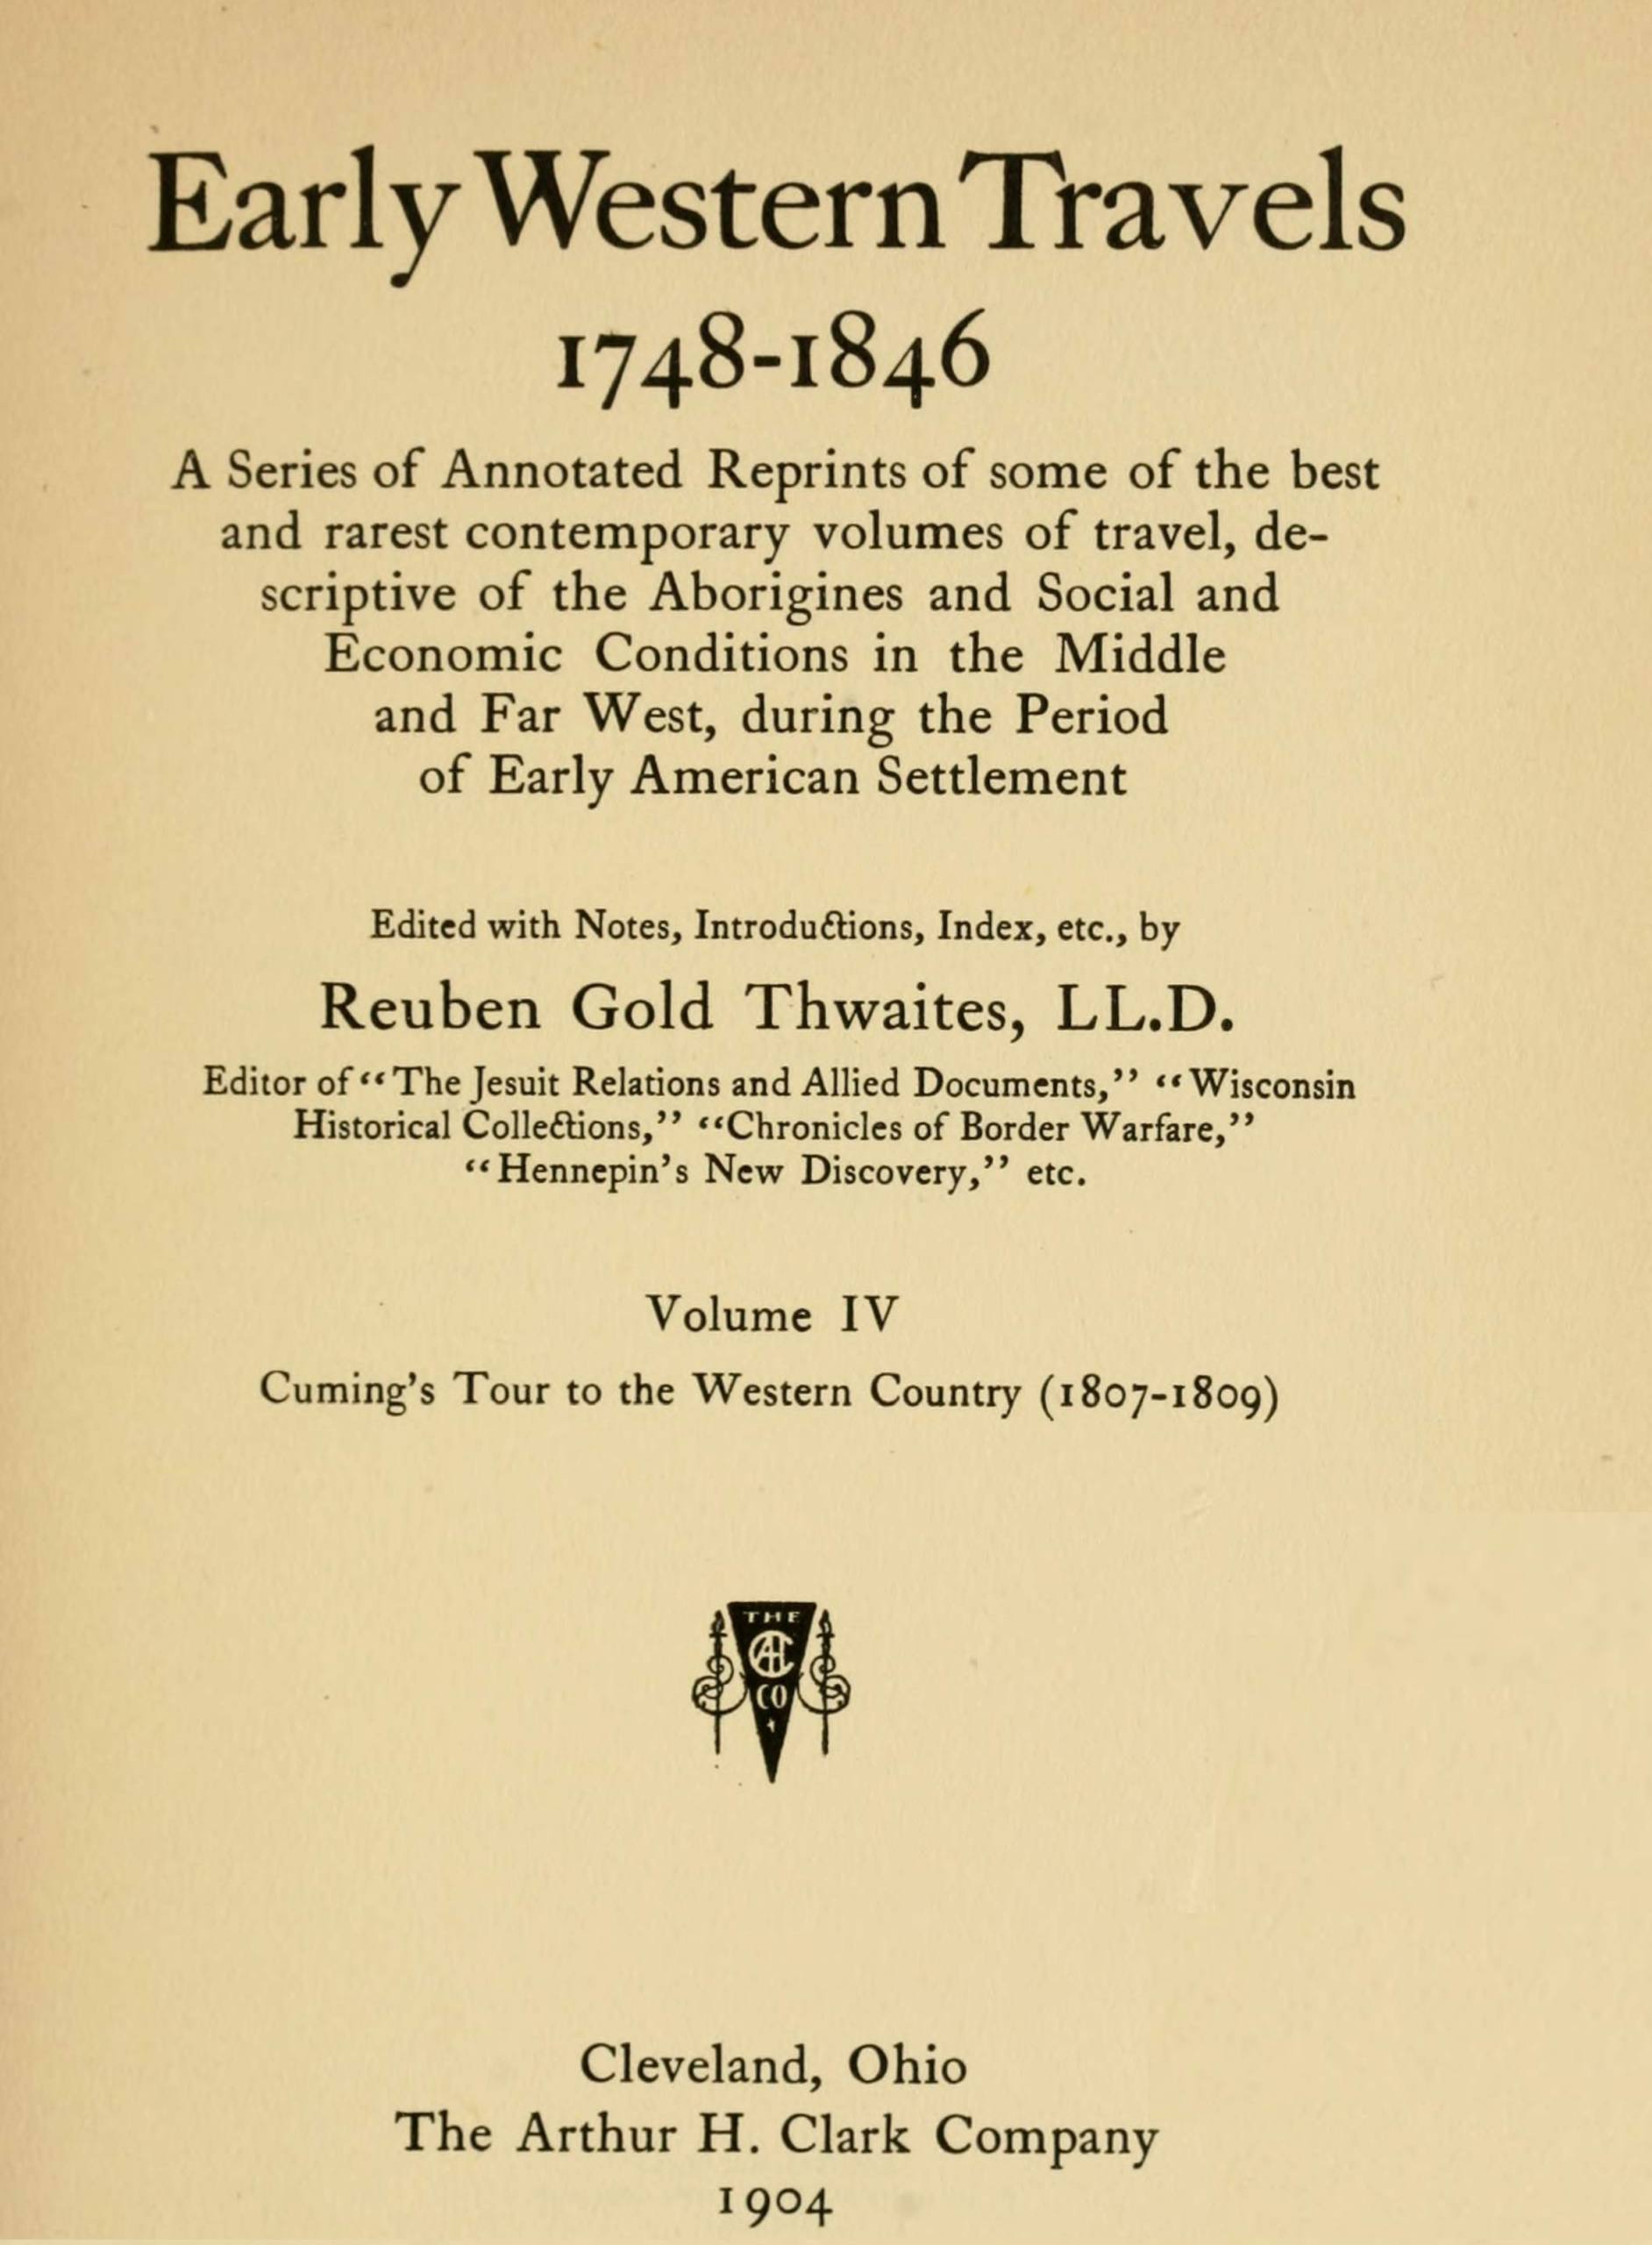 Early Western Travels
1748-1846
A Series of Annotated Reprints of some of the best
and rarest contemporary volumes of travel, de-
scriptive of the Aborigines and Social and
Economic Conditions in the Middle
and Far West, during the Period
of Early American Settlement
Edited with Notes, Introductions, Index, etc., by
Reuben Gold Thwaites, LL.D.
Editor of “The Jesuit Relations and Allied Documents,” “Wisconsin
Historical Collections,” “Chronicles of Border Warfare,”
“Hennepin’s New Discovery,” etc.
Volume IV
Cuming’s Tour to the Western Country (1807-1809)
THE
AHC
CO
Cleveland, Ohio
The Arthur H. Clark Company
1904